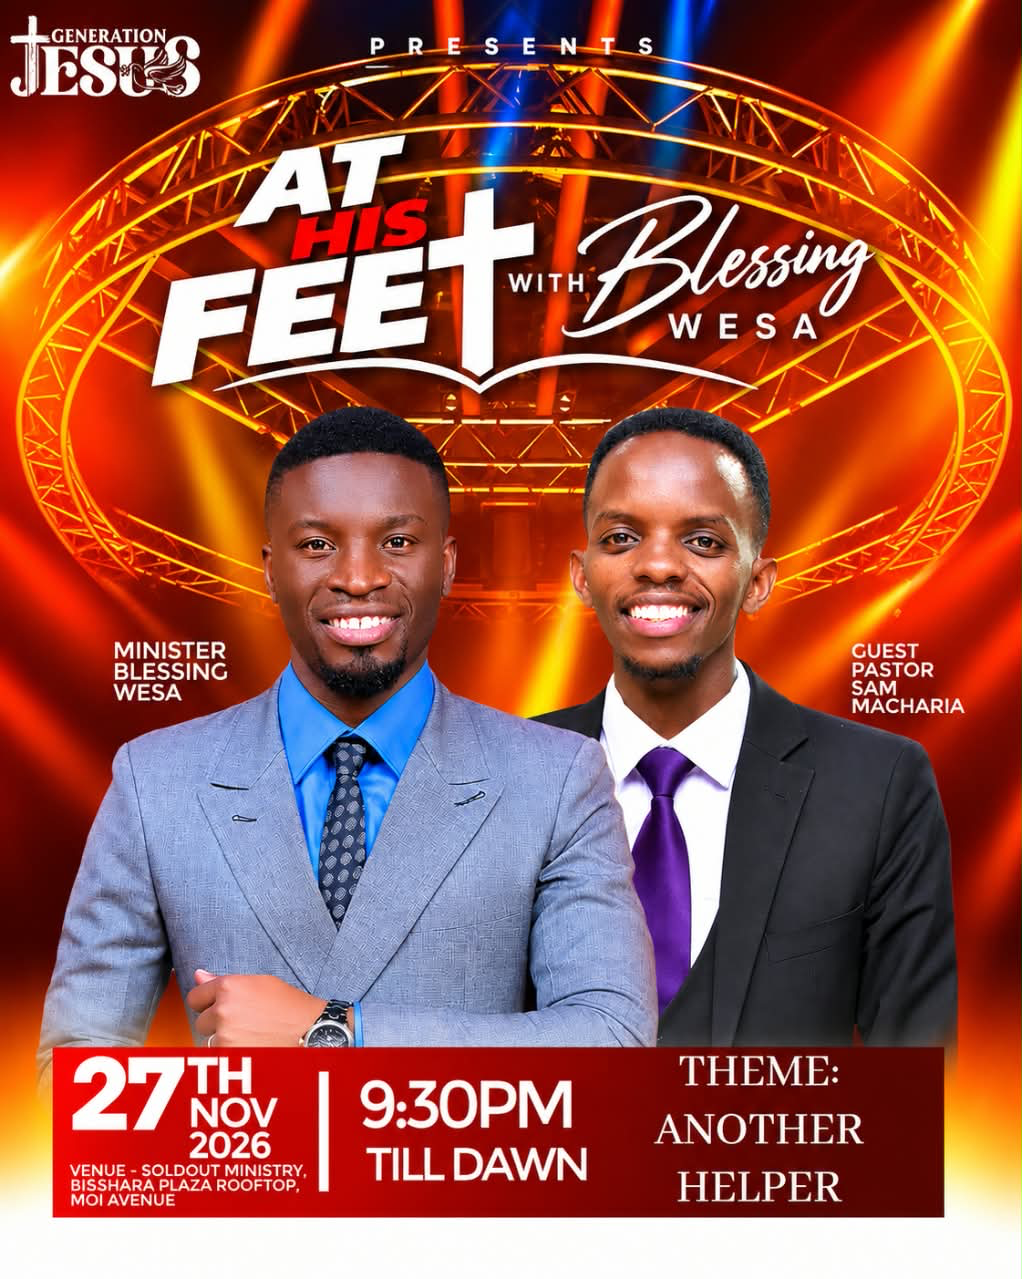 GENERATION
JESUS
PRESENTS
AT
HIS
FEET
WITH Blessing
WESA
MINISTER
BLESSING
WESA
GUEST
PASTOR
SAM
MACHARIA
27TH
NOV
2026
VENUE - SOLDOUT MINISTRY,
BISSHARA PLAZA ROOFTOP,
MOI AVENUE
9:30PM
TILL DAWN
THEME:
ANOTHER
HELPER